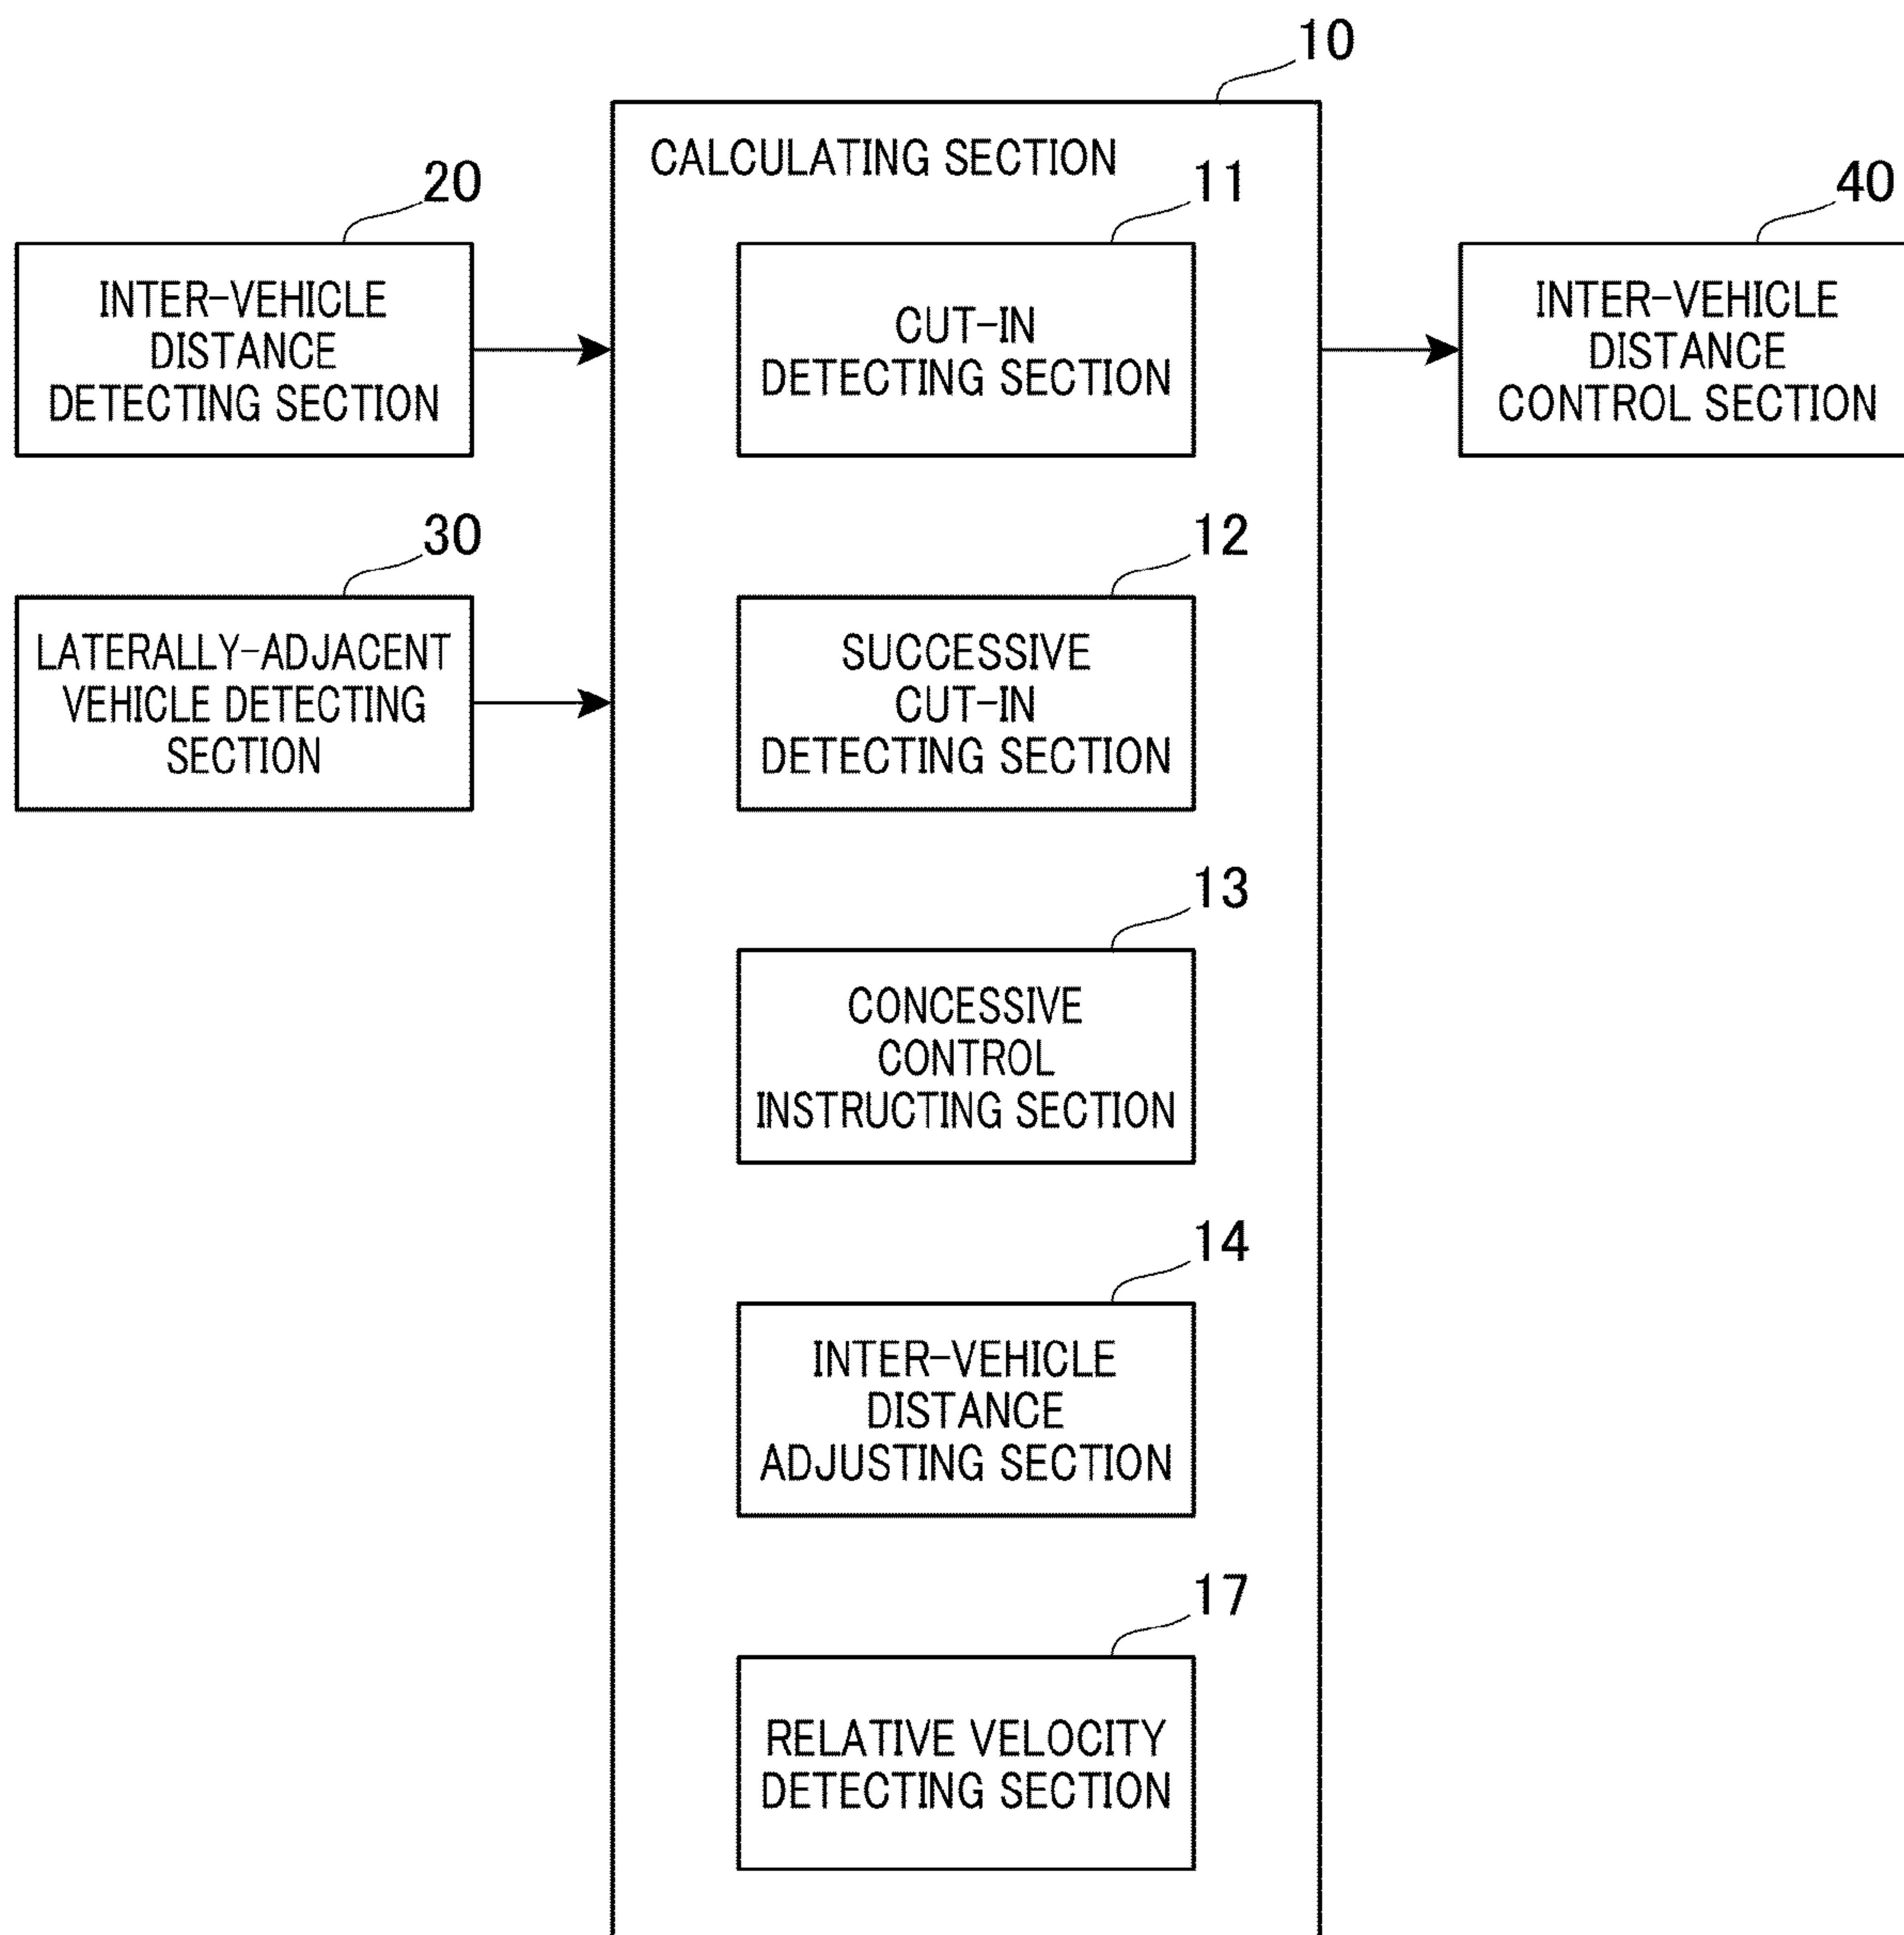 10
CALCULATING SECTION
20
INTER-VEHICLE
DISTANCE
DETECTING SECTION
30
LATERALLY-ADJACENT
VEHICLE DETECTING
SECTION
11
CUT-IN
DETECTING SECTION
12
SUCCESSIVE
CUT-IN
DETECTING SECTION
13
CONCESSIVE
CONTROL
INSTRUCTING SECTION
14
INTER-VEHICLE
DISTANCE
ADJUSTING SECTION
17
RELATIVE VELOCITY
DETECTING SECTION
40
INTER-VEHICLE
DISTANCE
CONTROL SECTION